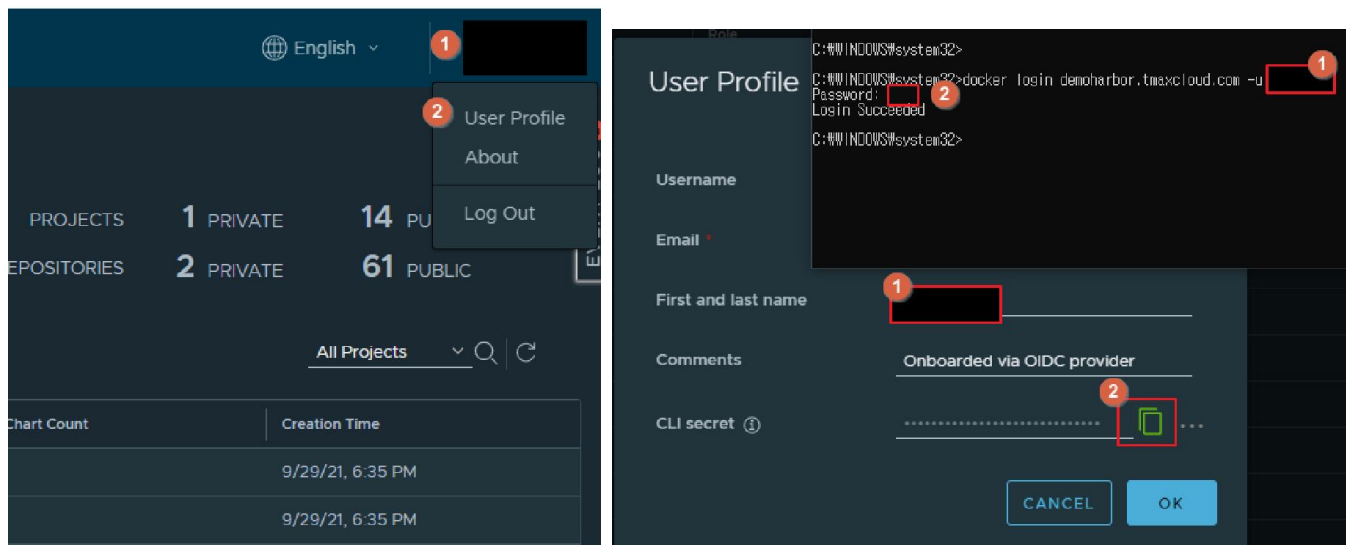 English
1
2
User Profile
About
Log Out
PROJECTS 1 PRIVATE 14 PU
EPOSITORIES 2 PRIVATE 61 PUBLIC
All Projects
Chart Count Creation Time
9/29/21, 6:35 PM
9/29/21, 6:35 PM
Role
C:₩WINDOWS₩system32>
1
C:₩WINDOWS₩system32>docker login demoharbor.tmaxcloud.com -u
Password:
2
Login Succeeded
C:₩WINDOWS₩system32>
User Profile
Username
Email *
1
First and last name
Comments Onboarded via OIDC provider
2
CLI secret
CANCEL OK